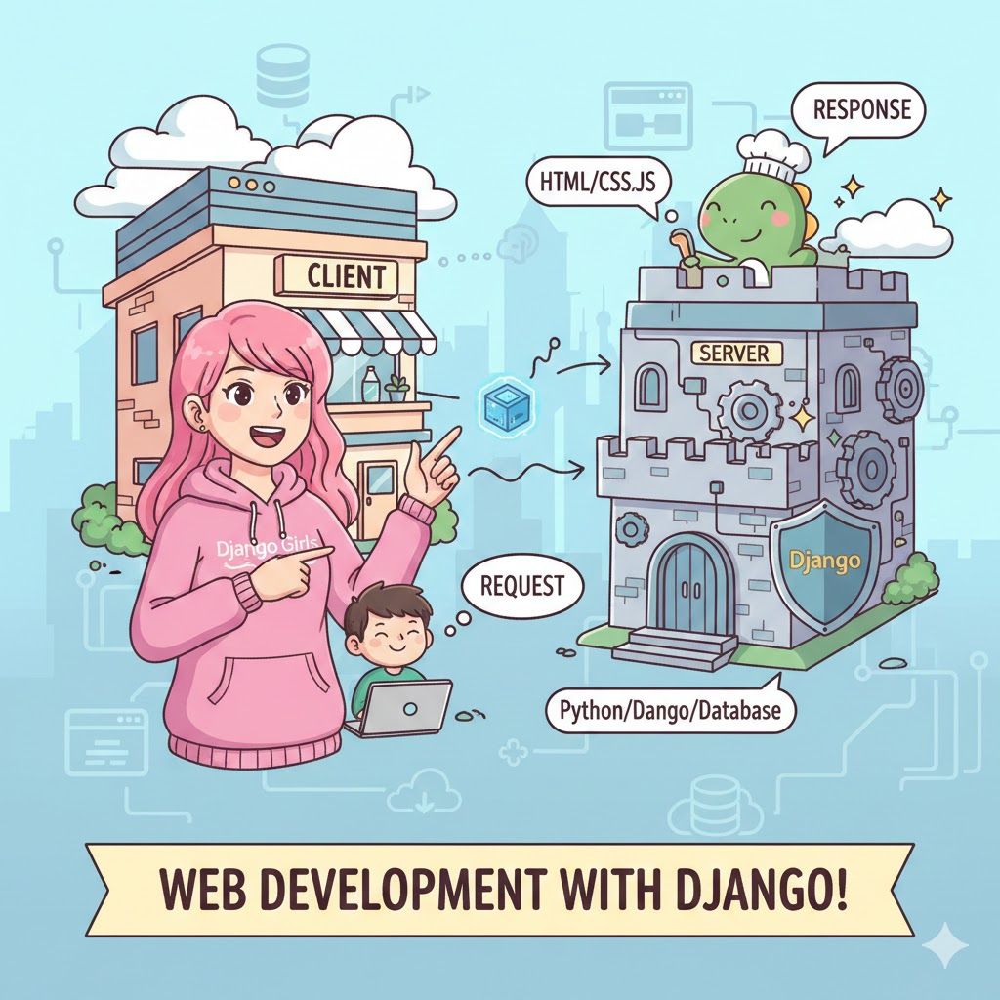 RESPONSE
HTML/CSS.JS
CLIENT
SERVER
Django Girls
Django
REQUEST
Python/Dango/Database
WEB DEVELOPMENT WITH DJANGO!